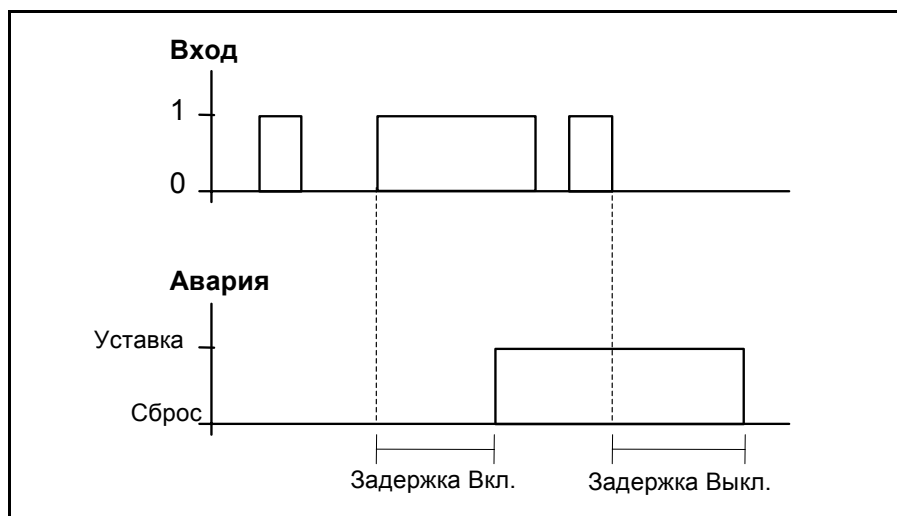 Вход
1
0
Авария
Уставка
Сброс
Задержка Вкл.
Задержка Выкл.